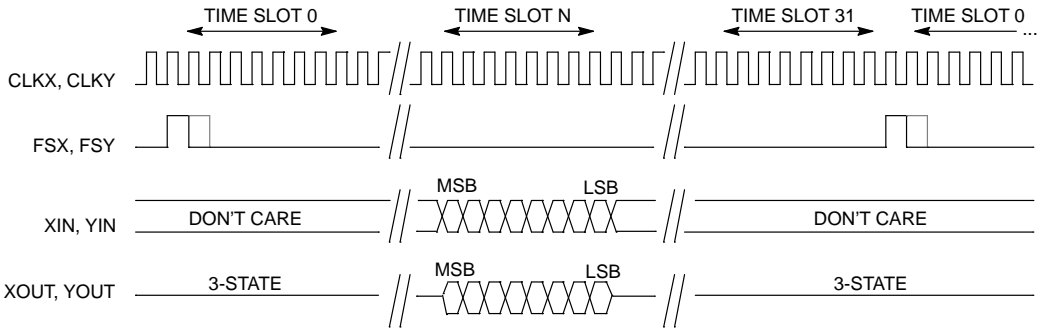 TIME SLOT 0 TIME SLOT N TIME SLOT 31 TIME SLOT 0
...
CLKX, CLKY
FSX, FSY
MSB LSB
XIN, YIN DON'T CARE DON'T CARE
MSB LSB
XOUT, YOUT 3-STATE 3-STATE